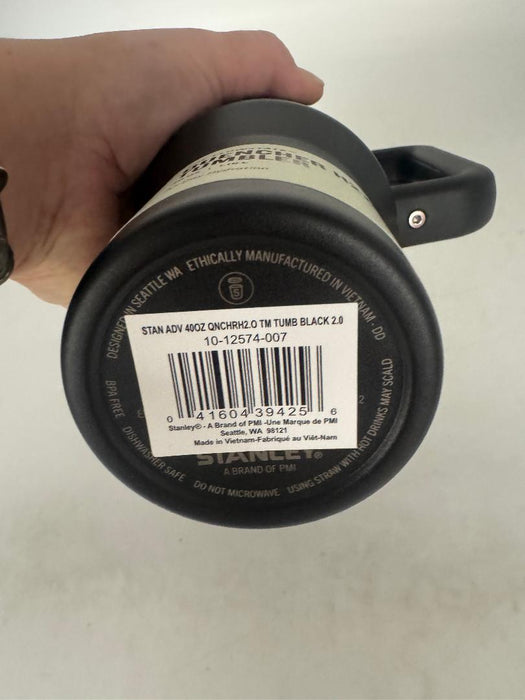 QUENCHER H2
TUMBLER
DESIGNED IN SEATTLE WA ETHICALLY MANUFACTURED IN VIETNAM - DD
S
STAN ADV 40OZ QNCHRH2.O TM TUMB BLACK 2.0
10-12574-007
0 41604 39425 6
Stanley® - A Brand of PMI -Une Marque de PMI
Seattle, WA 98121
Made in Vietnam-Fabriqué au Viêt-Nam
STANLEY®
A BRAND OF PMI
BPA FREE DISHWASHER SAFE DO NOT MICROWAVE USING STRAW WITH HOT DRINKS MAY SCALD